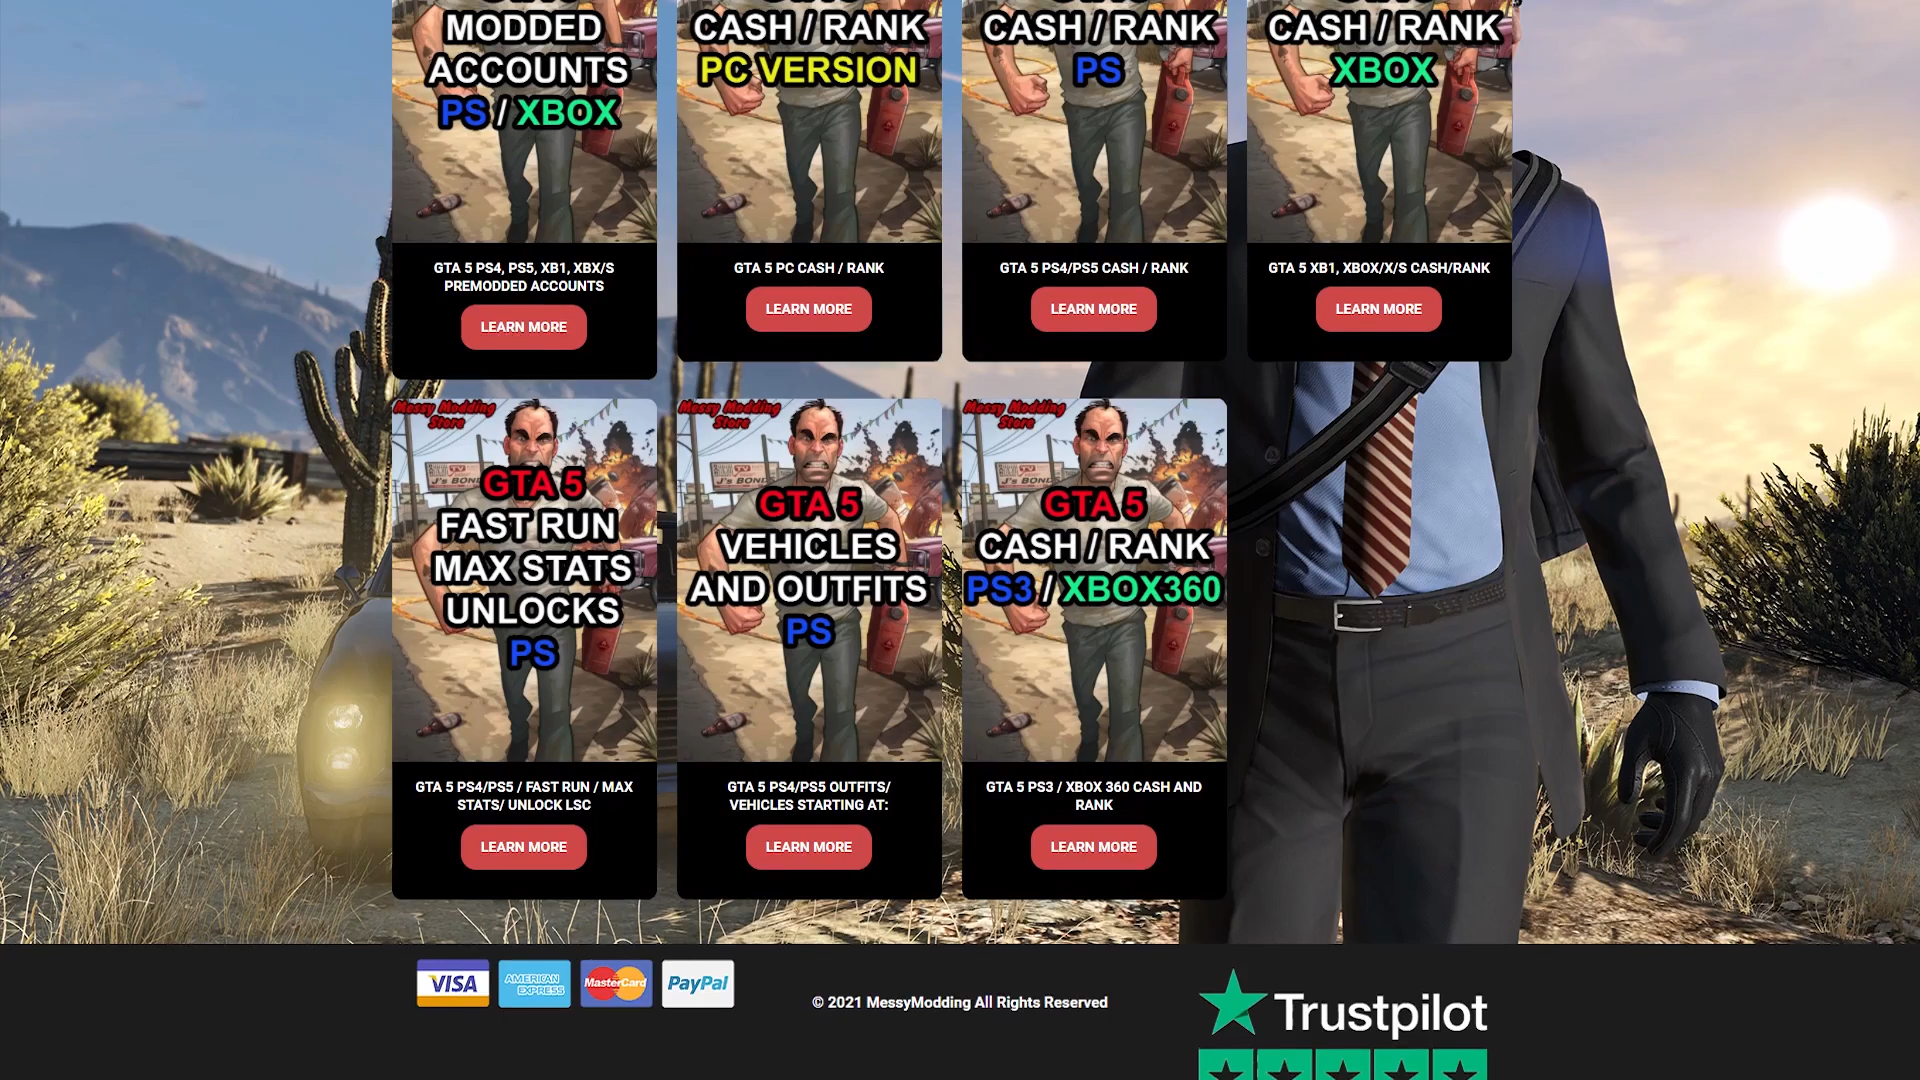 MODDED
ACCOUNTS
PS / XBOX
CASH / RANK
PC VERSION
CASH / RANK
PS
CASH / RANK
XBOX
GTA 5 PS4, PS5, XB1, XBX/S
PREMODDED ACCOUNTS
LEARN MORE
GTA 5 PC CASH / RANK
LEARN MORE
GTA 5 PS4/PS5 CASH / RANK
LEARN MORE
GTA 5 XB1, XBOX/X/S CASH/RANK
LEARN MORE
Messy Modding
Store
GTA 5
FAST RUN
MAX STATS
UNLOCKS
PS
Messy Modding
Store
J's BOND
GTA 5
VEHICLES
AND OUTFITS
PS
Messy Modding
Store
J's BOND
GTA 5
CASH / RANK
PS3 / XBOX360
GTA 5 PS4/PS5 / FAST RUN / MAX
STATS/ UNLOCK LSC
LEARN MORE
GTA 5 PS4/PS5 OUTFITS/
VEHICLES STARTING AT:
LEARN MORE
GTA 5 PS3 / XBOX 360 CASH AND
RANK
LEARN MORE
VISA
AMERICAN
EXPRESS
MasterCard
PayPal
© 2021 MessyModding All Rights Reserved
Trustpilot